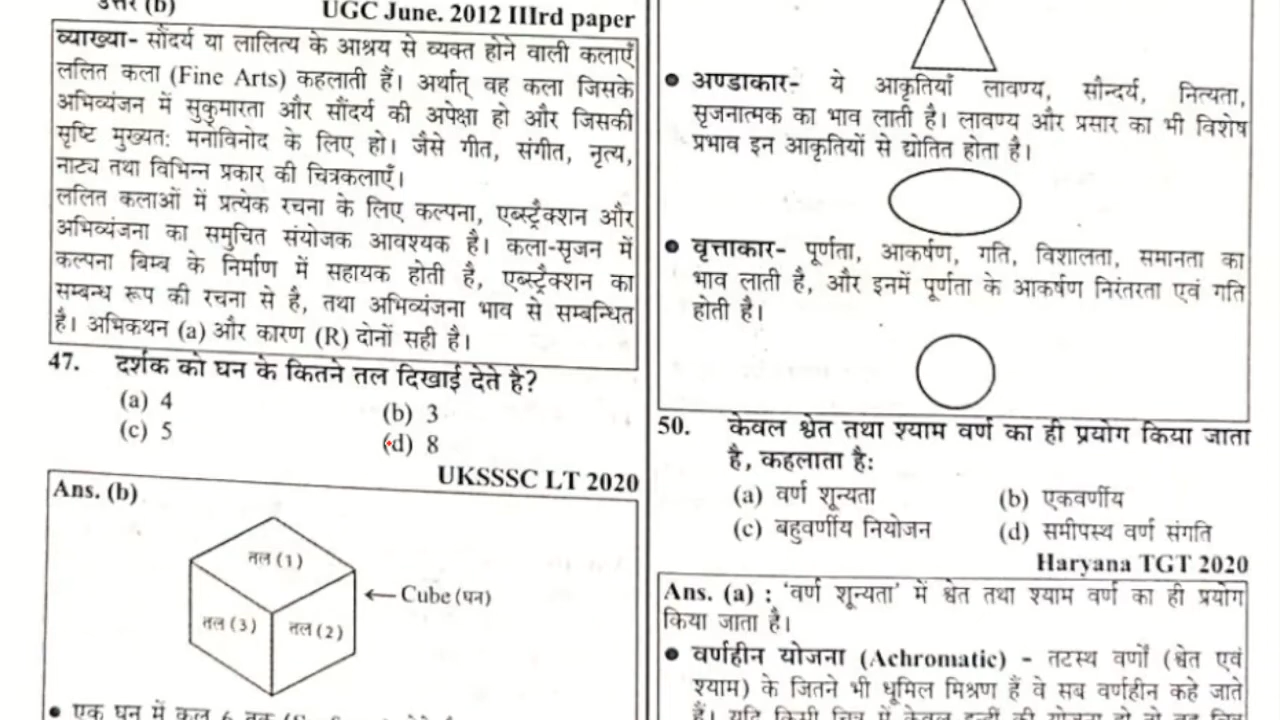 उत्तर (b)
UGC June. 2012 IIIrd paper
व्याख्या- सौंदर्य या लालित्य के आश्रय से व्यक्त होने वाली कलाएँ
ललित कला (Fine Arts) कहलाती हैं। अर्थात् वह कला जिसके
अभिव्यंजन में सुकुमारता और सौंदर्य की अपेक्षा हो और जिसकी
सृष्टि मुख्यत: मनोविनोद के लिए हो। जैसे गीत, संगीत, नृत्य,
नाट्य तथा विभिन्न प्रकार की चित्रकलाएँ।
ललित कलाओं में प्रत्येक रचना के लिए कल्पना, एब्स्ट्रैक्शन और
अभिव्यंजना का समुचित संयोजक आवश्यक है। कला-सृजन में
कल्पना बिम्ब के निर्माण में सहायक होती है, एब्स्ट्रैक्शन का
सम्बन्ध रूप की रचना से है, तथा अभिव्यंजना भाव से सम्बन्धित
है। अभिकथन (a) और कारण (R) दोनों सही है।
47. दर्शक को घन के कितने तल दिखाई देते है?
(a) 4
(b) 3
(c) 5
(d) 8
UKSSSC LT 2020
Ans. (b)
तल (1)
Cube (घन)
तल (3)
तल (2)
एक घन में कुल 6
अण्डाकार- ये आकृतियाँ लावण्य, सौन्दर्य, नित्यता,
सृजनात्मक का भाव लाती है। लावण्य और प्रसार का भी विशेष
प्रभाव इन आकृतियों से द्योतित होता है।
वृत्ताकार- पूर्णता, आकर्षण, गति, विशालता, समानता का
भाव लाती है, और इनमें पूर्णता के आकर्षण निरंतरता एवं गति
होती है।
50. केवल श्वेत तथा श्याम वर्ण का ही प्रयोग किया जाता
है, कहलाता है:
(a) वर्ण शून्यता
(b) एकवर्णीय
(c) बहुवर्णीय नियोजन
(d) समीपस्थ वर्ण संगति
Haryana TGT 2020
Ans. (a) : 'वर्ण शून्यता' में श्वेत तथा श्याम वर्ण का ही प्रयोग
किया जाता है।
वर्णहीन योजना (Achromatic) - तटस्थ वर्णों (श्वेत एवं
श्याम) के जितने भी धूमिल मिश्रण हैं वे सब वर्णहीन कहे जाते
हैं। यदि किसी चित्र में केवल इन्हीं की योजना हो तो वह चित्र